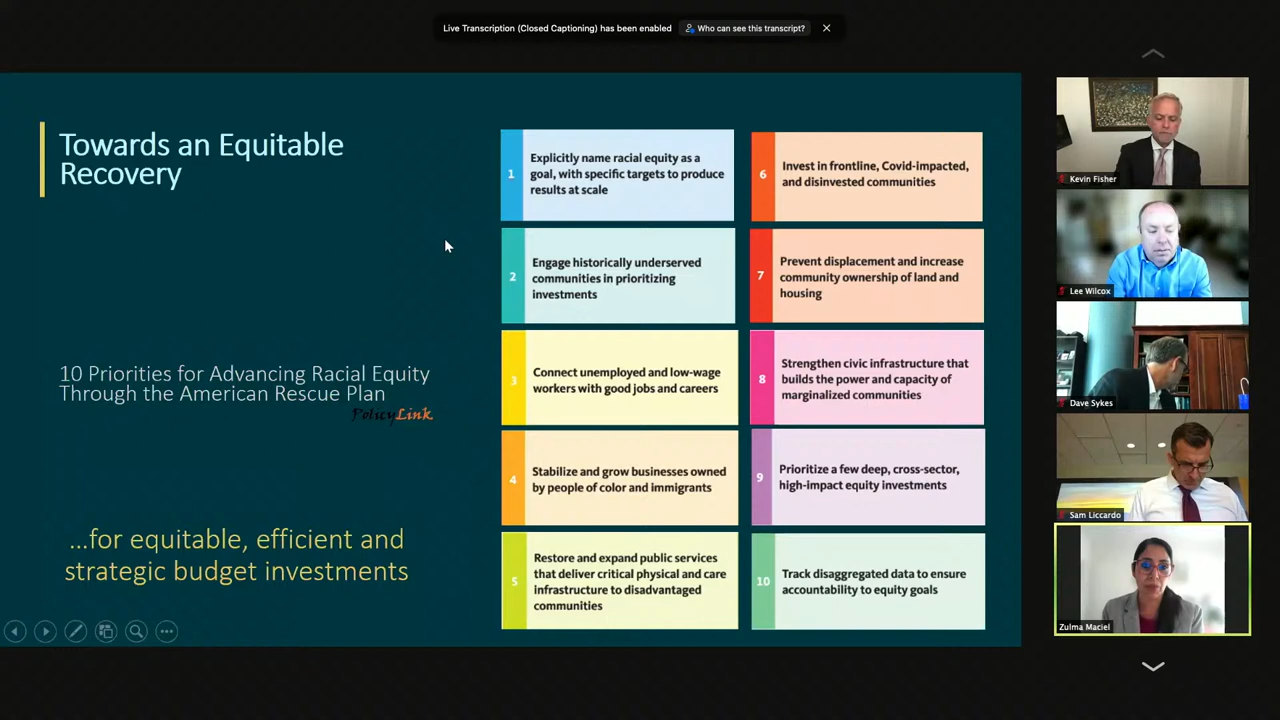 Live Transcription (Closed Captioning) has been enabled
Who can see this transcript?
Towards an Equitable
Recovery
10 Priorities for Advancing Racial Equity
Through the American Rescue Plan
PolicyLink
...for equitable, efficient and
strategic budget investments
1
Explicitly name racial equity as a
goal, with specific targets to produce
results at scale
2
Engage historically underserved
communities in prioritizing
investments
3
Connect unemployed and low-wage
workers with good jobs and careers
4
Stabilize and grow businesses owned
by people of color and immigrants
5
Restore and expand public services
that deliver critical physical and care
infrastructure to disadvantaged
communities
6
Invest in frontline, Covid-impacted,
and disinvested communities
7
Prevent displacement and increase
community ownership of land and
housing
8
Strengthen civic infrastructure that
builds the power and capacity of
marginalized communities
9
Prioritize a few deep, cross-sector,
high-impact equity investments
10
Track disaggregated data to ensure
accountability to equity goals
Kevin Fisher
Lee Wilcox
Dave Sykes
Sam Liccardo
Zulma Maciel